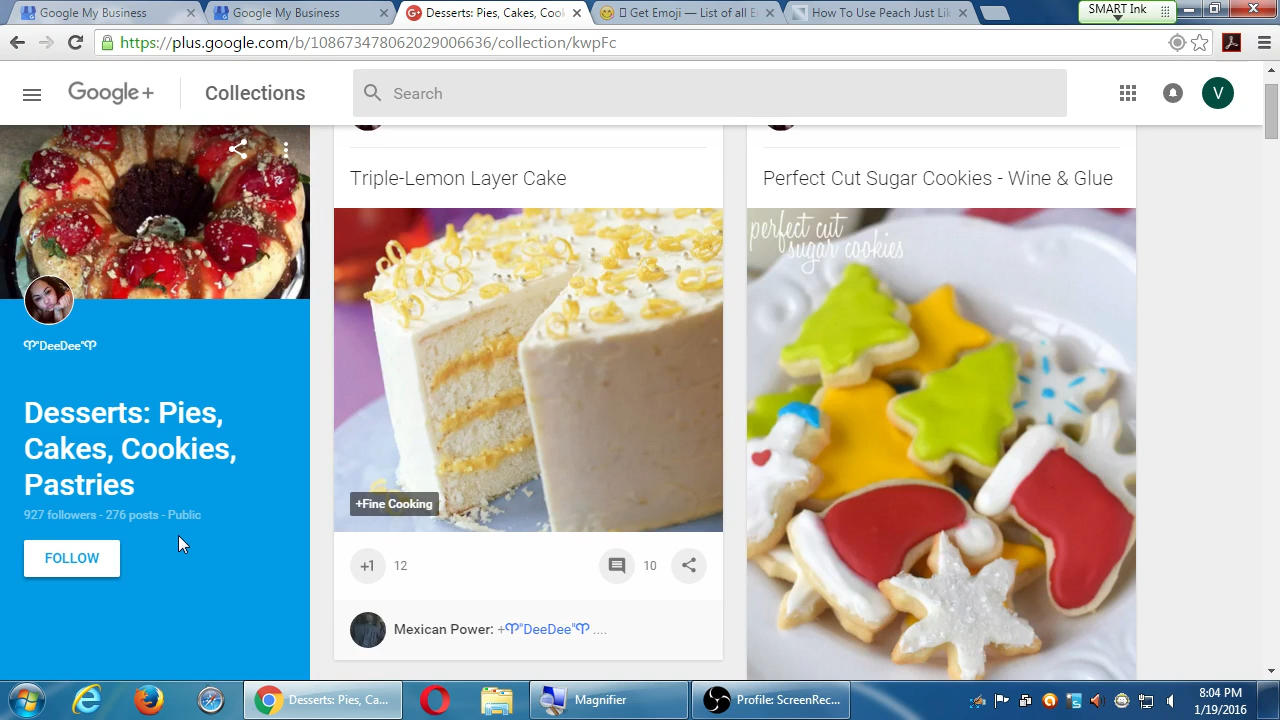 Google My Business
Google My Business
Desserts: Pies, Cakes, Coo
Get Emoji — List of all E
How To Use Peach Just Lik
SMART Ink
https://plus.google.com/b/108673478062029006636/collection/kwpFc
Google+
Collections
Search
V
♈"DeeDee"♈
Desserts: Pies,
Cakes, Cookies,
Pastries
927 followers - 276 posts - Public
FOLLOW
Triple-Lemon Layer Cake
+Fine Cooking
+1
12
10
Mexican Power: +♈"DeeDee"♈ ....
Perfect Cut Sugar Cookies - Wine & Glue
perfect cut
sugar cookies
Desserts: Pies, Ca...
Magnifier
Profile: ScreenRec...
8:04 PM
1/19/2016